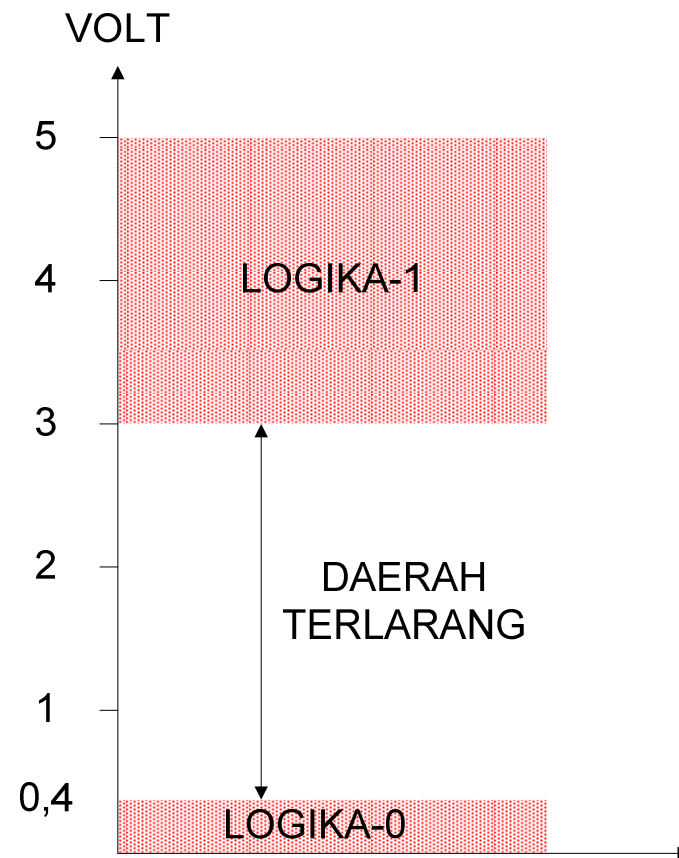 VOLT
5
4
LOGIKA-1
3
2
DAERAH
TERLARANG
1
0,4
LOGIKA-0